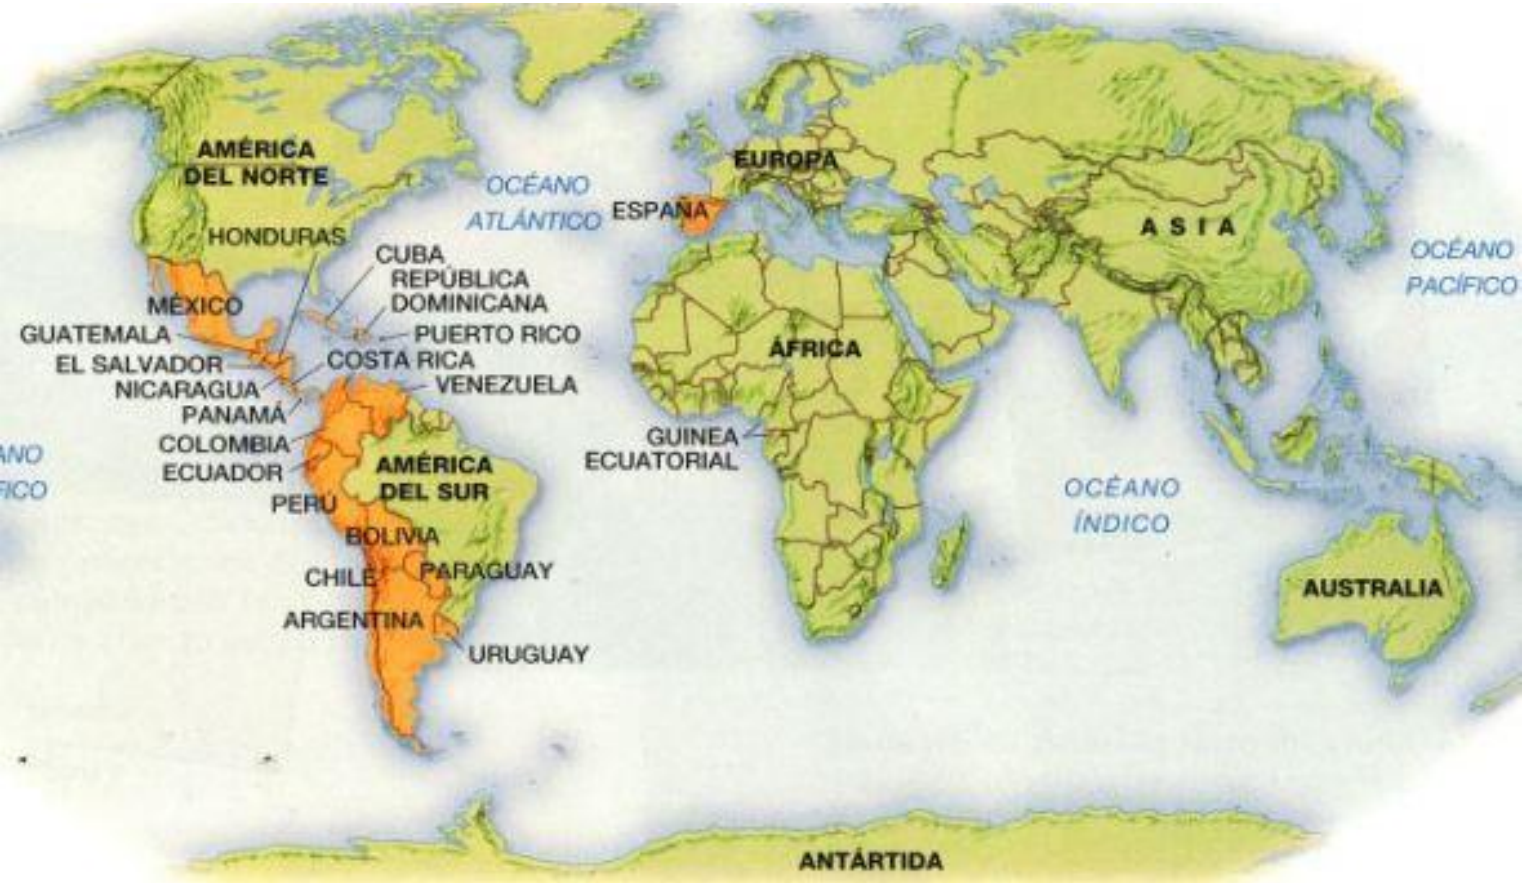 AMÉRICA
DEL NORTE
OCÉANO
ATLÁNTICO
EUROPA
ESPAÑA
ASIA
OCÉANO
PACÍFICO
HONDURAS
CUBA
REPÚBLICA
DOMINICANA
MÉXICO
GUATEMALA
PUERTO RICO
EL SALVADOR
COSTA RICA
NICARAGUA
VENEZUELA
PANAMÁ
COLOMBIA
ECUADOR
AMÉRICA
DEL SUR
PERÚ
BOLIVIA
CHILE
PARAGUAY
ARGENTINA
URUGUAY
ÁFRICA
GUINEA
ECUATORIAL
ANO
FICO
OCÉANO
ÍNDICO
AUSTRALIA
ANTÁRTIDA